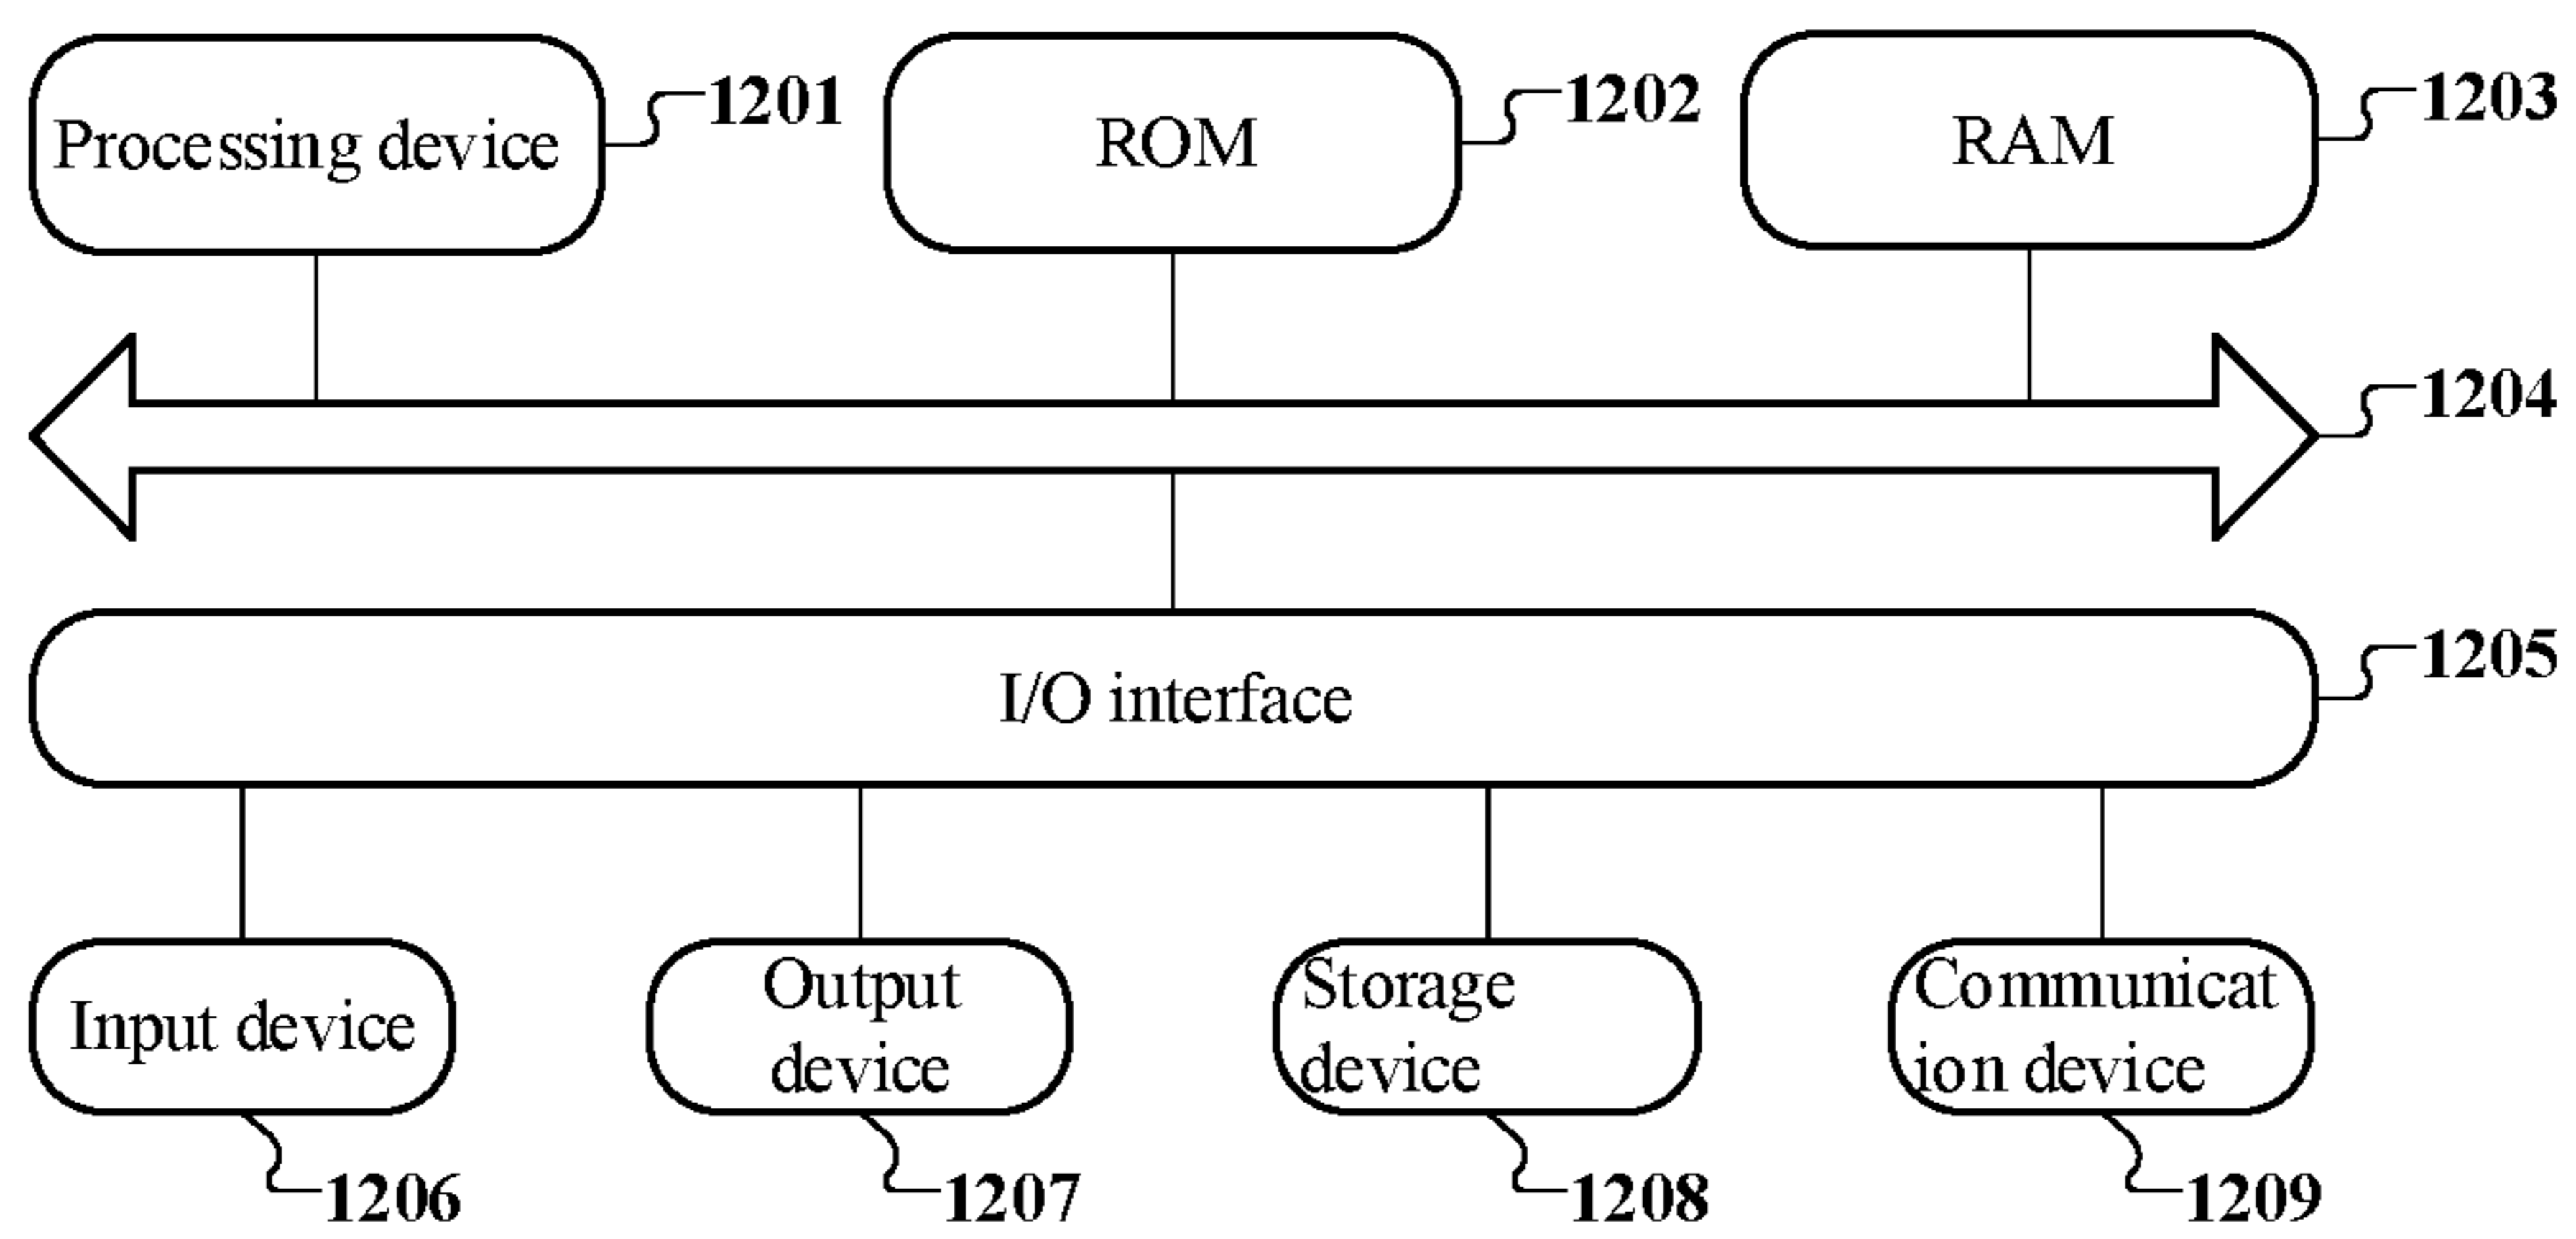 Processing device
1201
ROM
1202
RAM
1203
1204
I/O interface
1205
Input device
Output
device
Storage
device
Communicat
ion device
1206
1207
1208
1209